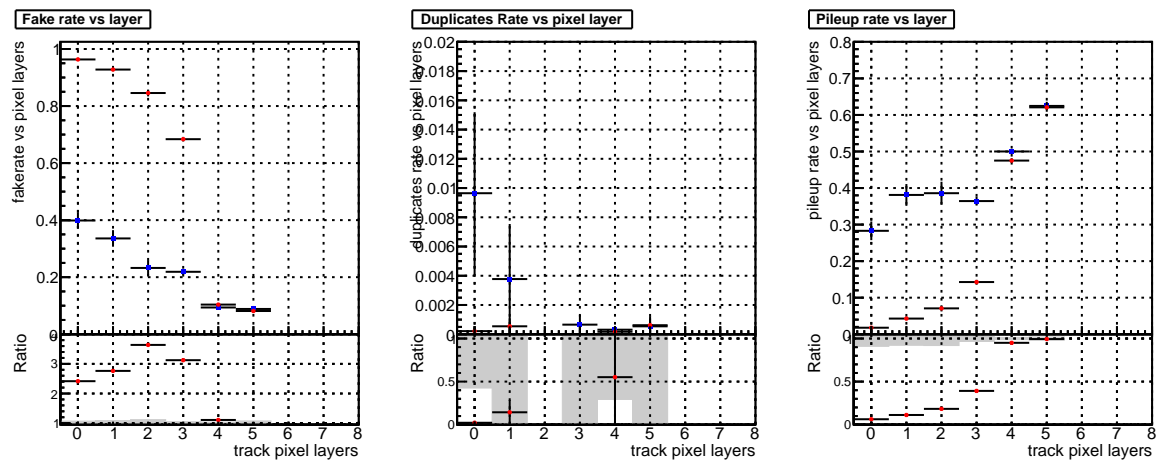 Fake rate vs layer
fakerate vs pixel layers
1
0.8
0.6
0.4
0.2
0
Ratio
3
2
1
0 1 2 3 4 5 6 7 8
track pixel layers
Duplicates Rate vs pixel layer
duplicates rate vs pixel layers
0.02
0.018
0.016
0.014
0.012
0.01
0.008
0.006
0.004
0.002
0
Ratio
1
0.5
0
0 1 2 3 4 5 6 7 8
track pixel layers
Pileup rate vs layer
pileup rate vs pixel layers
0.8
0.7
0.6
0.5
0.4
0.3
0.2
0.1
0
Ratio
1
0.5
0
0 1 2 3 4 5 6 7 8
track pixel layers